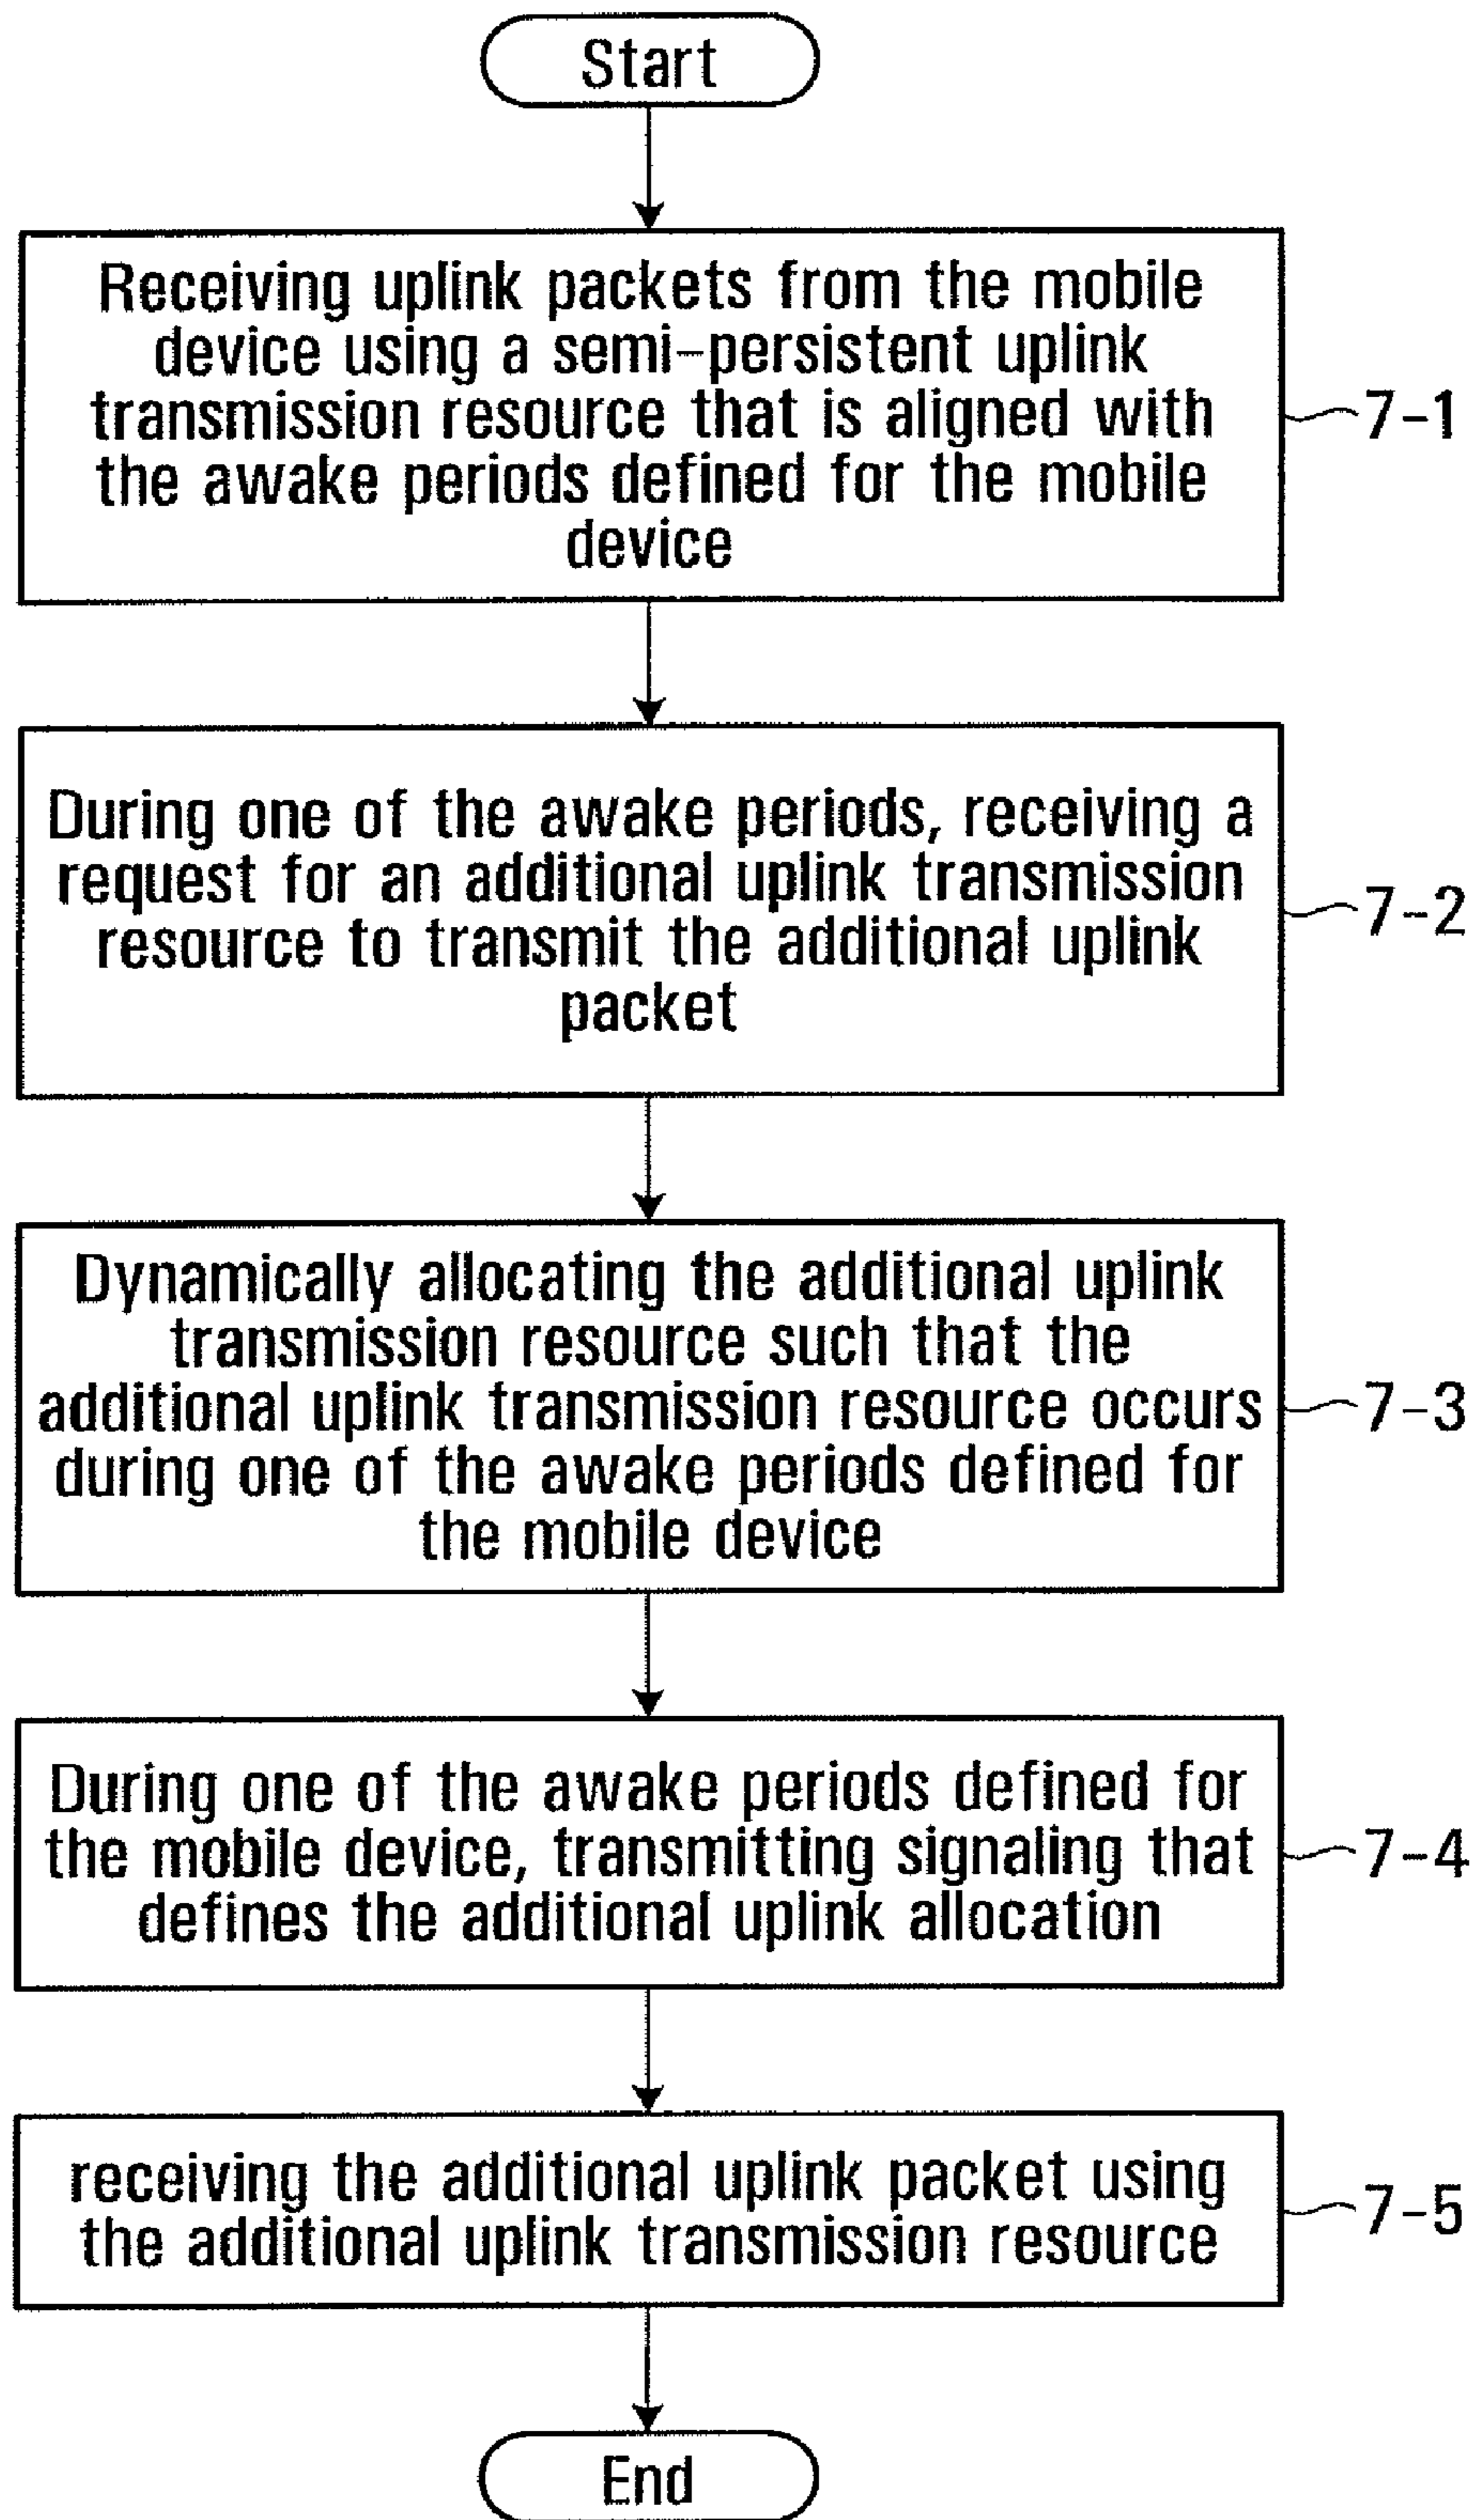 Start
Receiving uplink packets from the mobile
device using a semi-persistent uplink
transmission resource that is aligned with
the awake periods defined for the mobile
device
7-1
During one of the awake periods, receiving a
request for an additional uplink transmission
resource to transmit the additional uplink
packet
7-2
Dynamically allocating the additional uplink
transmission resource such that the
additional uplink transmission resource occurs
during one of the awake periods defined for
the mobile device
7-3
During one of the awake periods defined for
the mobile device, transmitting signaling that
defines the additional uplink allocation
7-4
receiving the additional uplink packet using
the additional uplink transmission resource
7-5
End